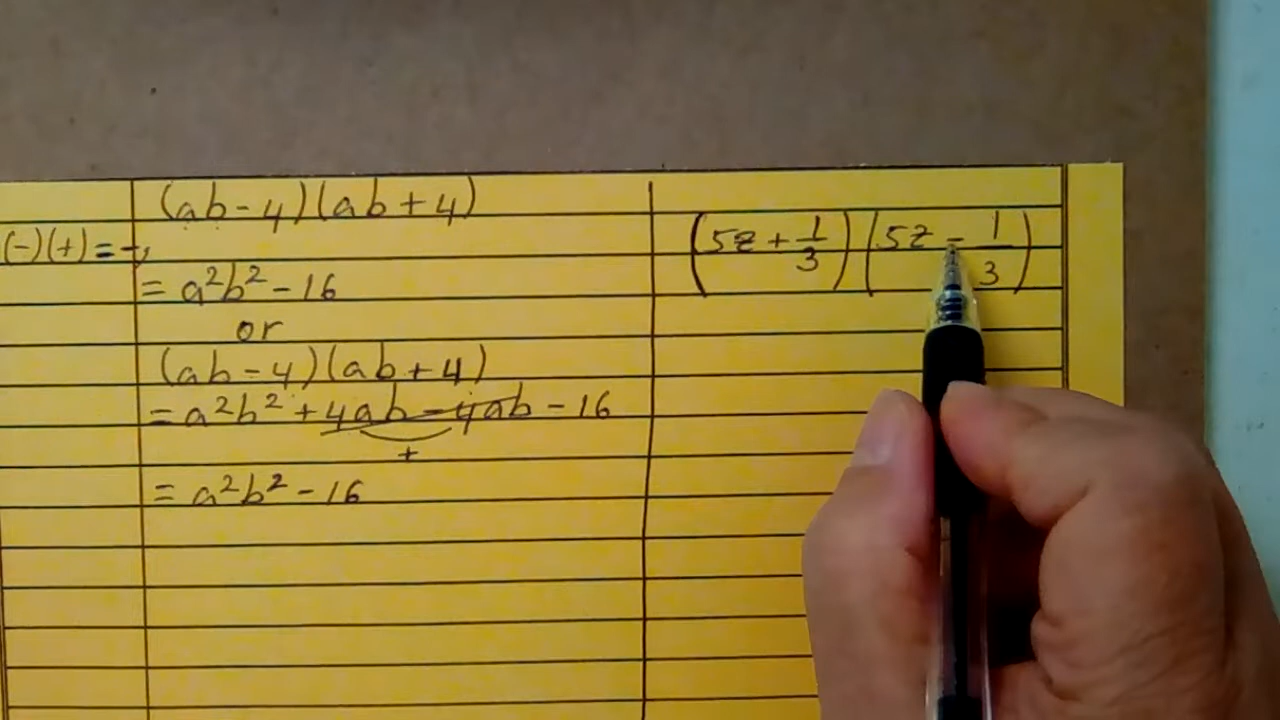 (ab-4)(ab+4)
(-)(+)=-,
= a²b² - 16
or
(ab-4)(ab+4)
= a²b² + 4ab - 4ab - 16
+
= a²b² - 16
(5z + 1/3)(5z - 1/3)